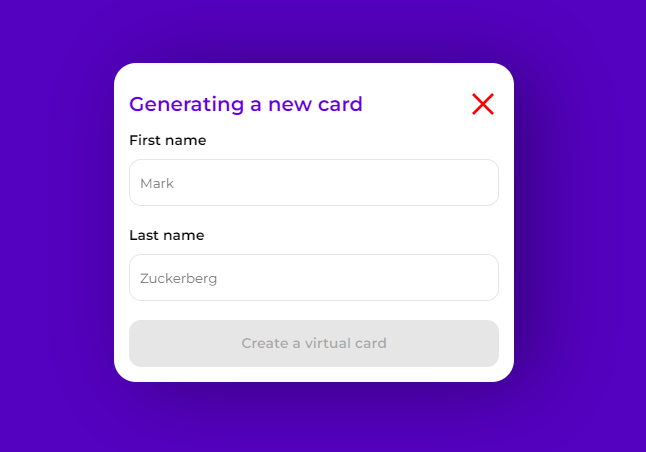 Generating a new card
First name
Mark
Last name
Zuckerberg
Create a virtual card